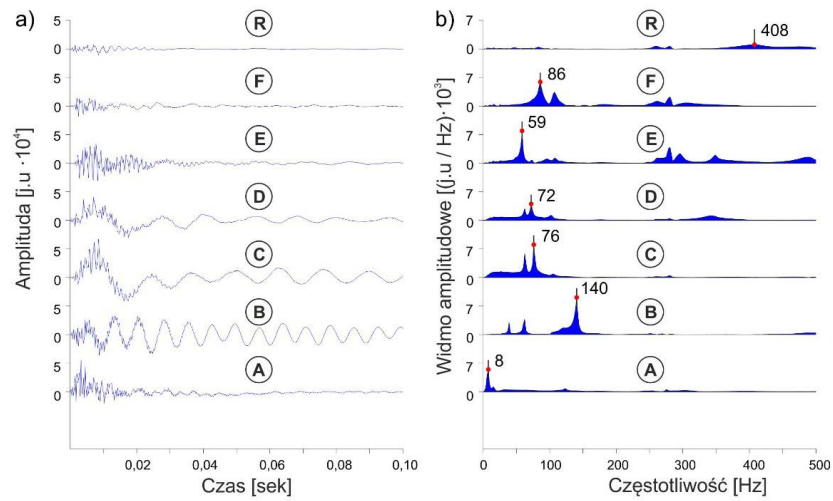 a)
Amplituda [j.u ·10⁴]
5
0
R
5
0
F
5
0
E
5
0
D
5
0
C
5
0
B
5
0
A
0,02 0,04 0,06 0,08 0,10
Czas [sek]
b)
Widmo amplitudowe [(j.u / Hz)·10³]
7
0
R
408
7
0
86
F
7
0
59
E
7
0
72
D
7
0
76
C
7
0
140
B
7
0
8
A
0 100 200 300 400 500
Częstotliwość [Hz]